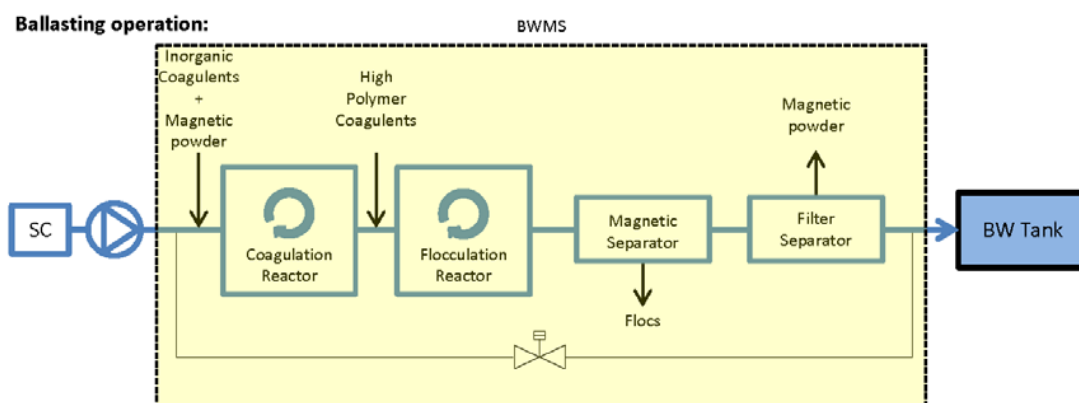 Ballasting operation:
BWMS
Inorganic
Coagulents
+
Magnetic
powder
High
Polymer
Coagulents
Magnetic
powder
SC
Coagulation
Reactor
Flocculation
Reactor
Magnetic
Separator
Filter
Separator
BW Tank
Flocs